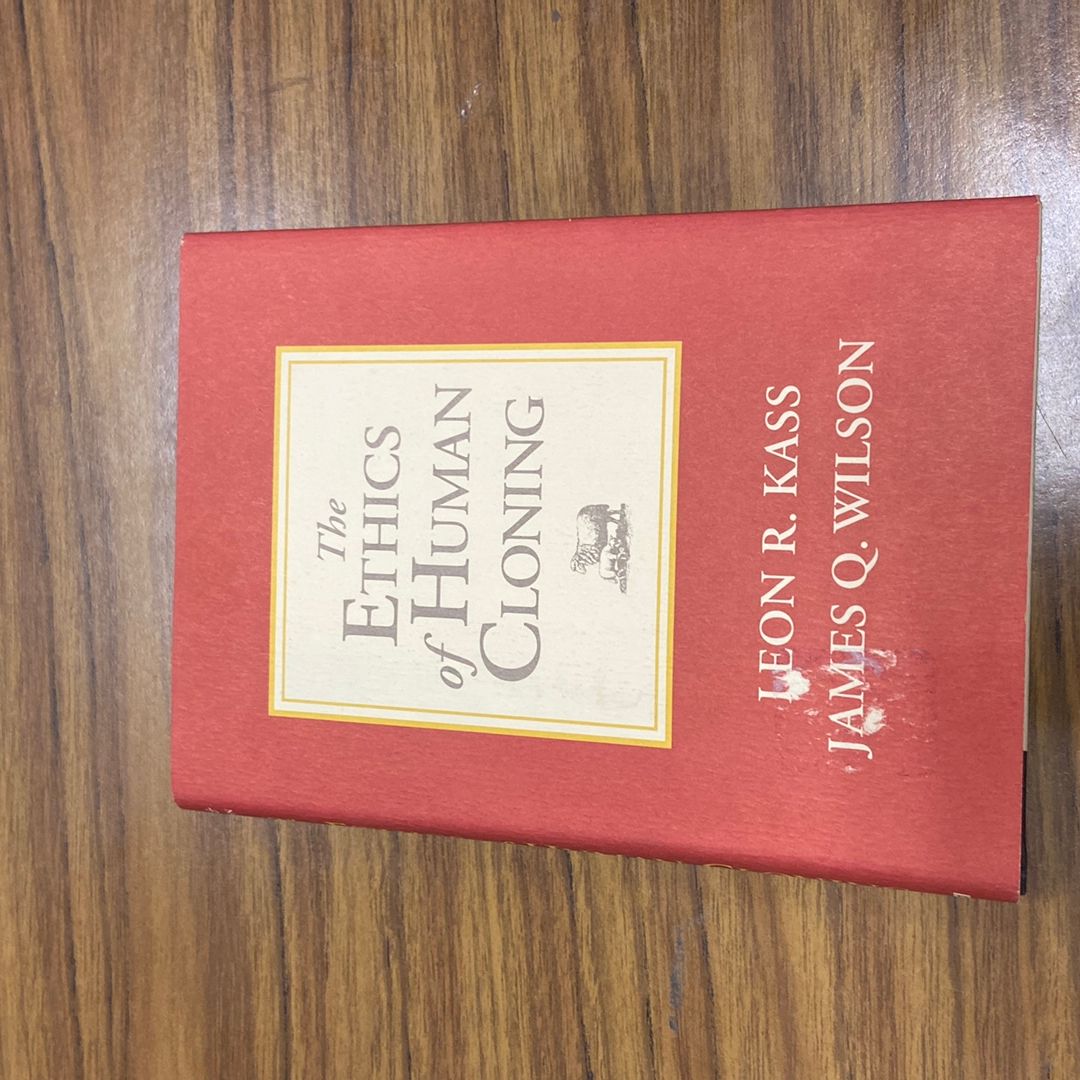 The
ETHICS
of HUMAN
CLONING
LEON R. KASS
JAMES Q. WILSON